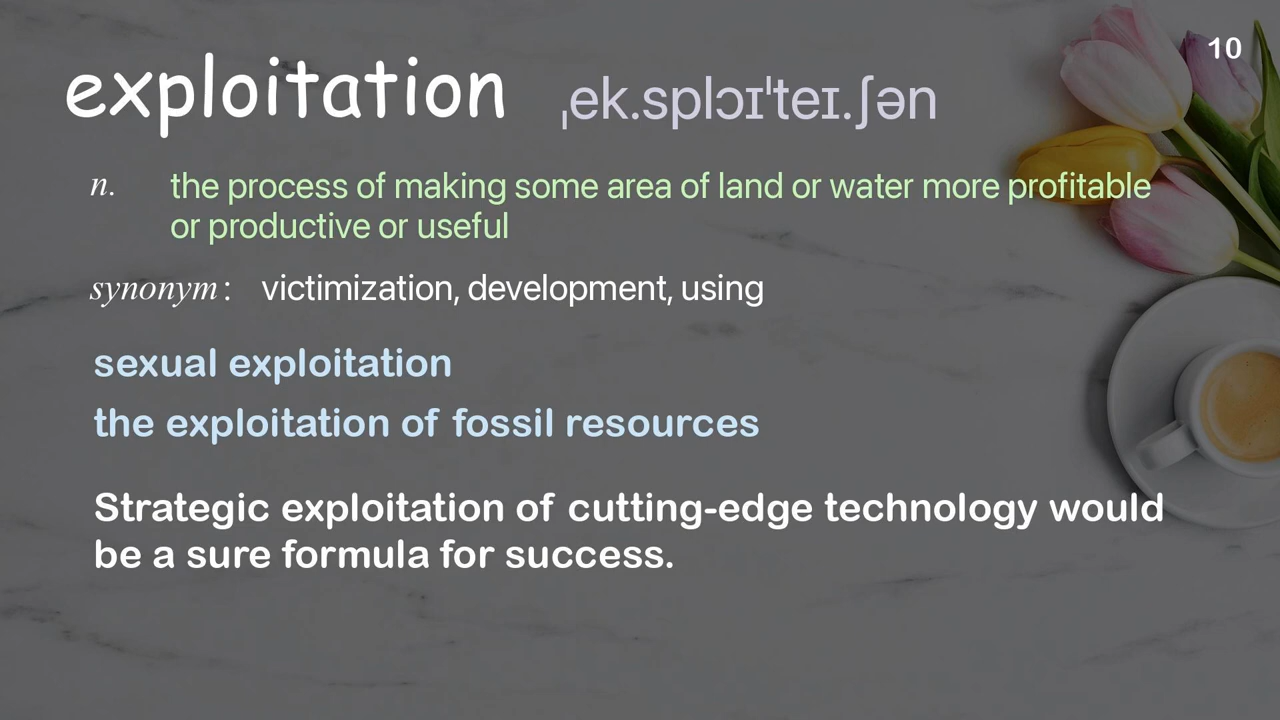 10
exploitation ˌek.splɔɪˈteɪ.ʃən
n. the process of making some area of land or water more profitable
or productive or useful
synonym : victimization, development, using
sexual exploitation
the exploitation of fossil resources
Strategic exploitation of cutting-edge technology would
be a sure formula for success.